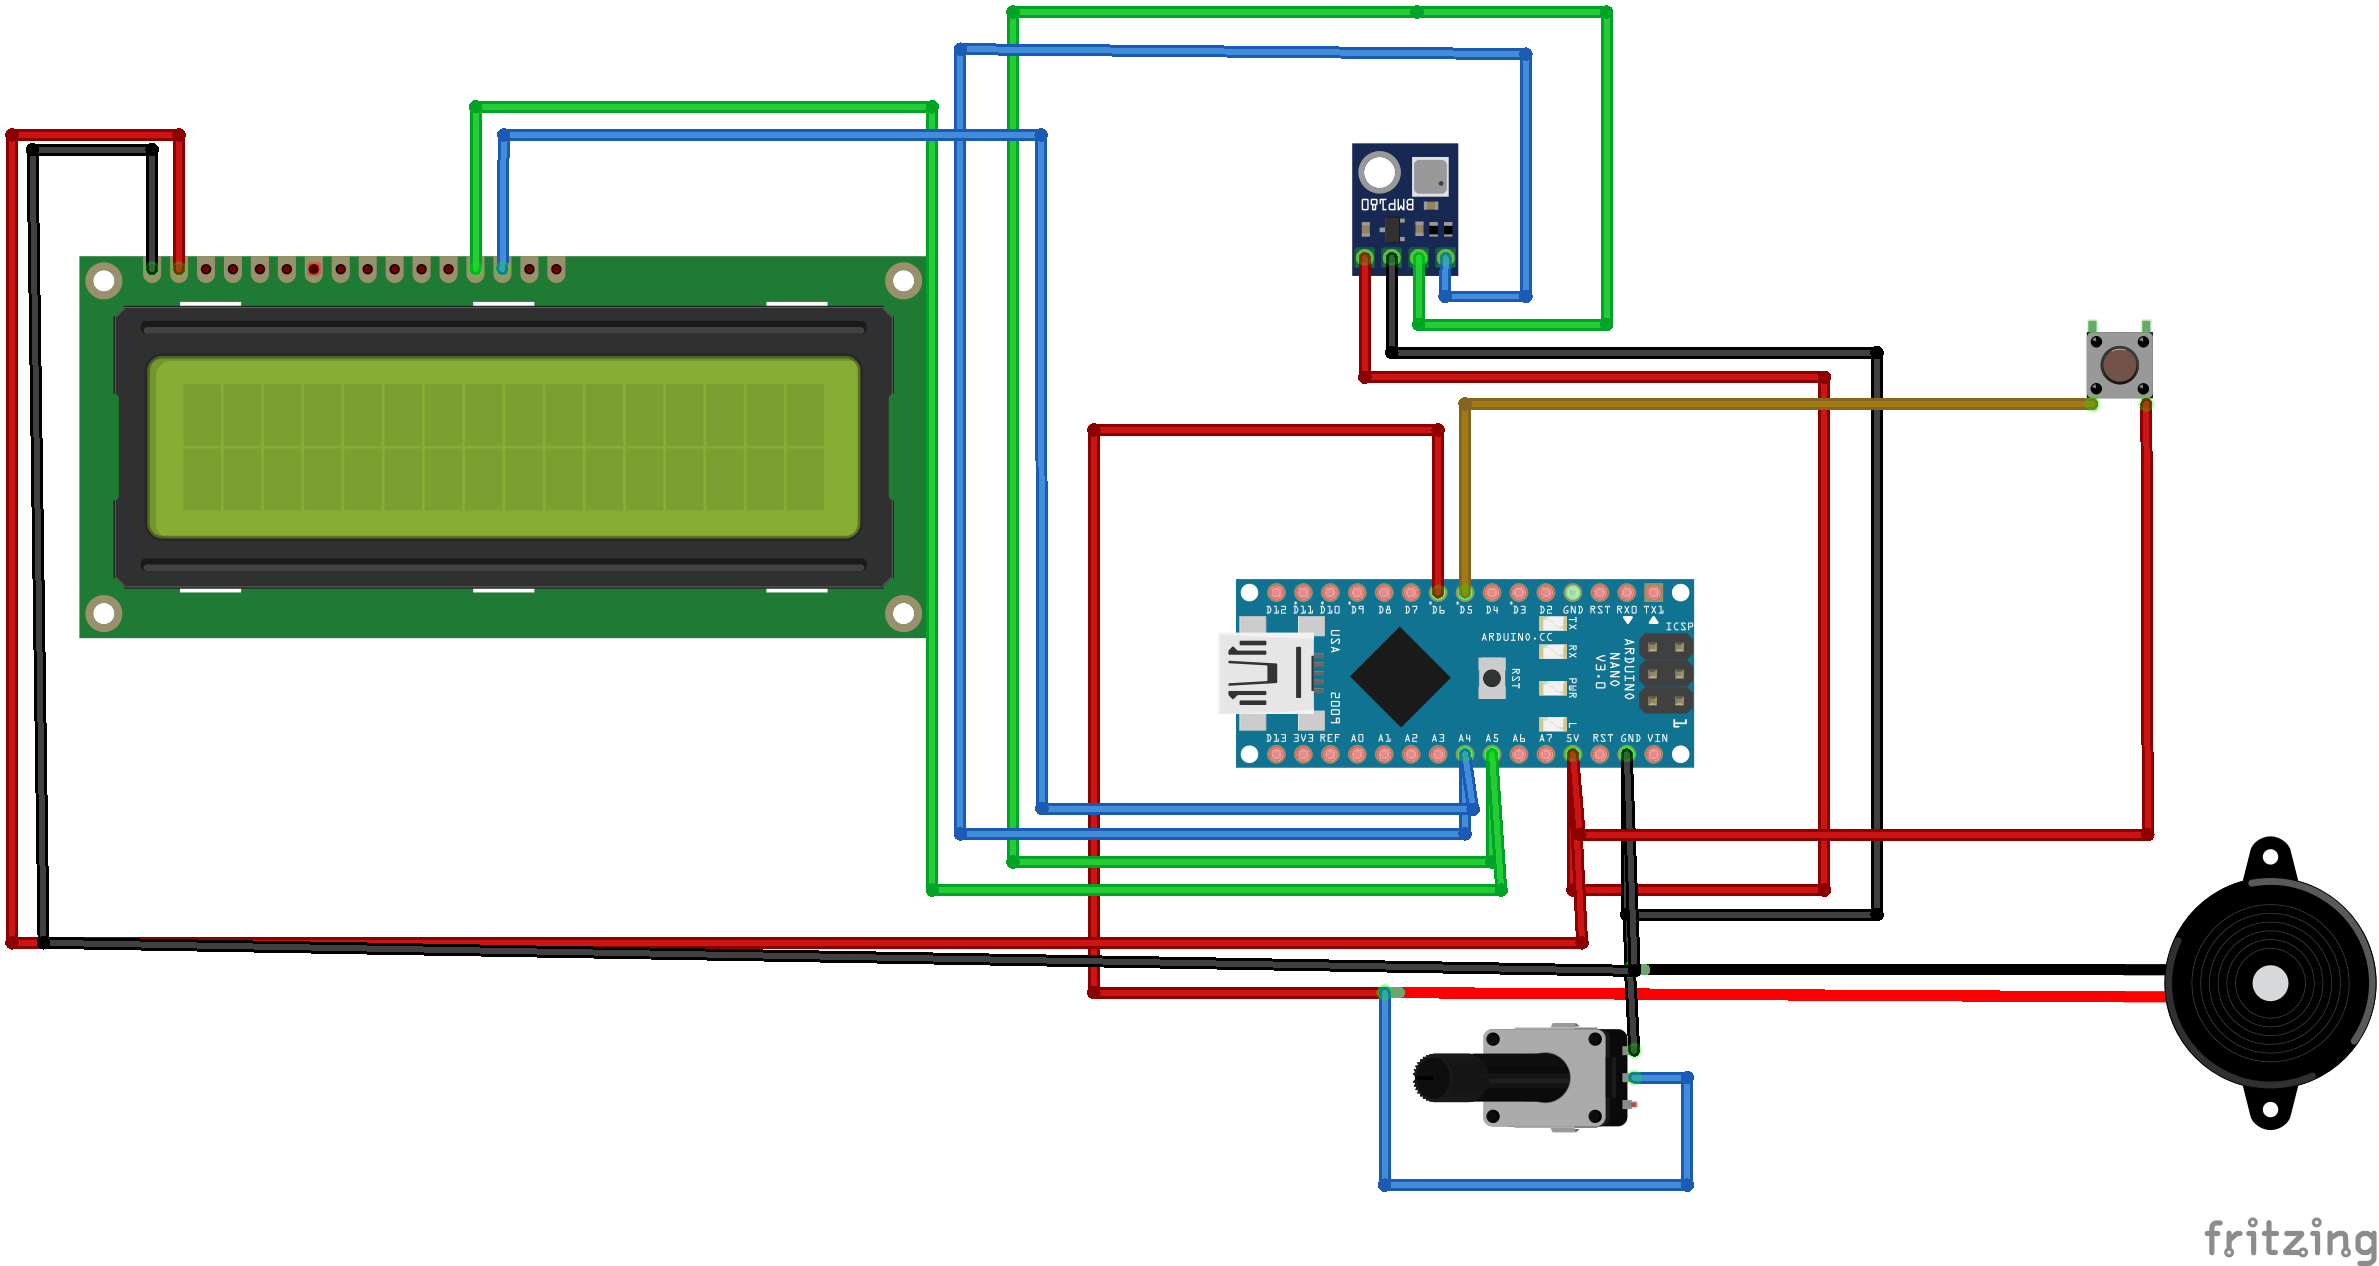 BMP180
D12 D11 D10 D9 D8 D7 D6 D5 D4 D3 D2 GND RST RX0 TX1
TX
ICSP
USA
ARDUINO.CC
RX
ARDUINO
NANO
V3.0
RST
PWR
2009
L
1
D13 3V3 REF A0 A1 A2 A3 A4 A5 A6 A7 5V RST GND VIN
fritzing